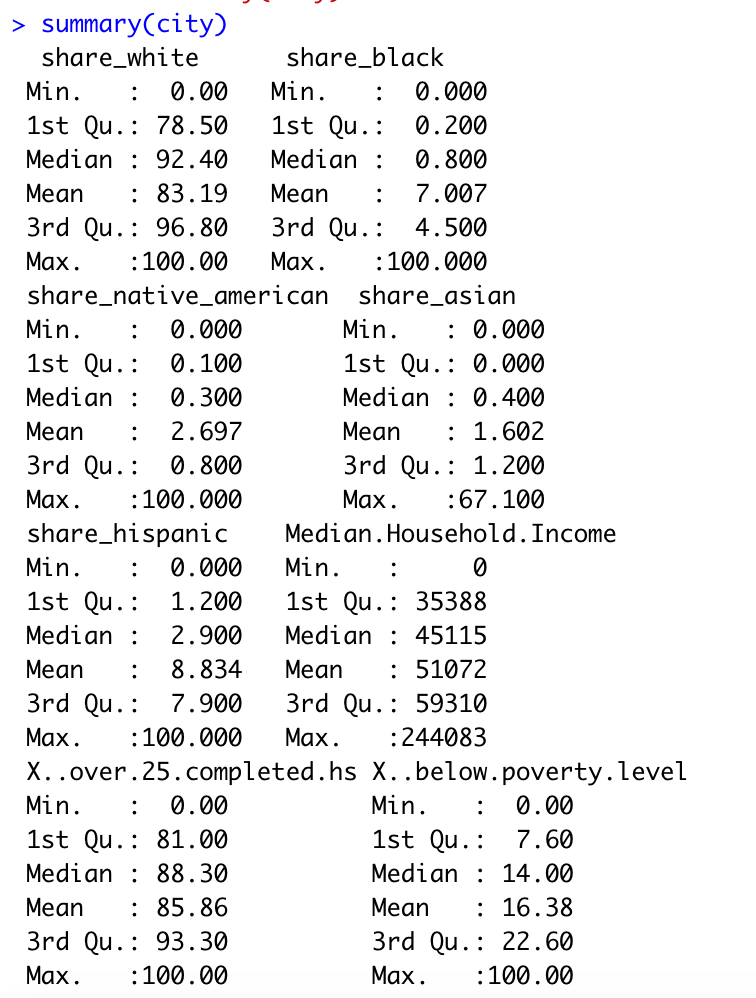 > summary(city)
  share_white      share_black
 Min.   :  0.00   Min.   :  0.000
 1st Qu.: 78.50   1st Qu.:  0.200
 Median : 92.40   Median :  0.800
 Mean   : 83.19   Mean   :  7.007
 3rd Qu.: 96.80   3rd Qu.:  4.500
 Max.   :100.00   Max.   :100.000
 share_native_american  share_asian
 Min.   :  0.000       Min.   : 0.000
 1st Qu.:  0.100       1st Qu.: 0.000
 Median :  0.300       Median : 0.400
 Mean   :  2.697       Mean   : 1.602
 3rd Qu.:  0.800       3rd Qu.: 1.200
 Max.   :100.000       Max.   :67.100
 share_hispanic    Median.Household.Income
 Min.   :  0.000   Min.   :     0
 1st Qu.:  1.200   1st Qu.: 35388
 Median :  2.900   Median : 45115
 Mean   :  8.834   Mean   : 51072
 3rd Qu.:  7.900   3rd Qu.: 59310
 Max.   :100.000   Max.   :244083
 X..over.25.completed.hs X..below.poverty.level
 Min.   :  0.00          Min.   :  0.00
 1st Qu.: 81.00          1st Qu.:  7.60
 Median : 88.30          Median : 14.00
 Mean   : 85.86          Mean   : 16.38
 3rd Qu.: 93.30          3rd Qu.: 22.60
 Max.   :100.00          Max.   :100.00